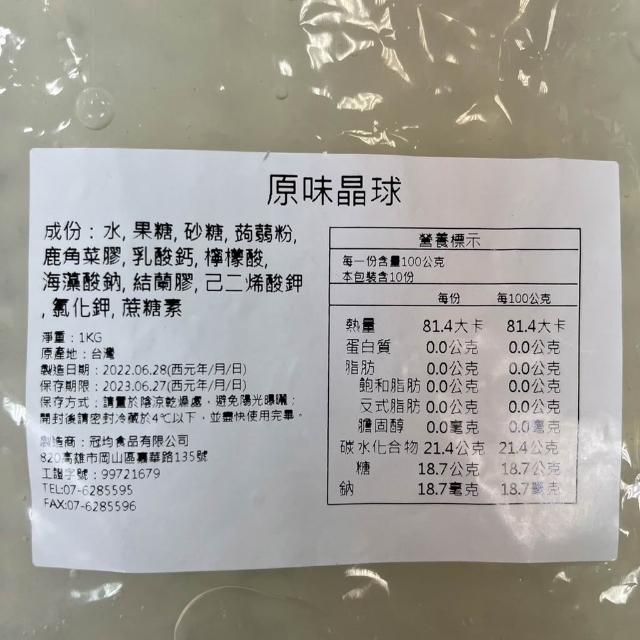 原味晶球
成份：水, 果糖, 砂糖, 蒟蒻粉,
鹿角菜膠, 乳酸鈣, 檸檬酸,
海藻酸鈉, 結蘭膠, 己二烯酸鉀
, 氯化鉀, 蔗糖素
淨重：1KG
原產地：台灣
製造日期：2022.06.28(西元年/月/日)
保存期限：2023.06.27(西元年/月/日)
保存方式：請置於陰涼乾燥處，避免陽光曝曬；
開封後請密封冷藏於4℃以下，並盡快使用完畢。
製造商：冠均食品有限公司
820高雄市岡山區嘉華路135號
工證字號：99721679
TEL:07-6285595
FAX:07-6285596
營養標示
每一份含量100公克
本包裝含10份
每份 每100公克
熱量 81.4大卡 81.4大卡
蛋白質 0.0公克 0.0公克
脂肪 0.0公克 0.0公克
飽和脂肪 0.0公克 0.0公克
反式脂肪 0.0公克 0.0公克
膽固醇 0.0毫克 0.0毫克
碳水化合物 21.4公克 21.4公克
糖 18.7公克 18.7公克
鈉 18.7毫克 18.7毫克